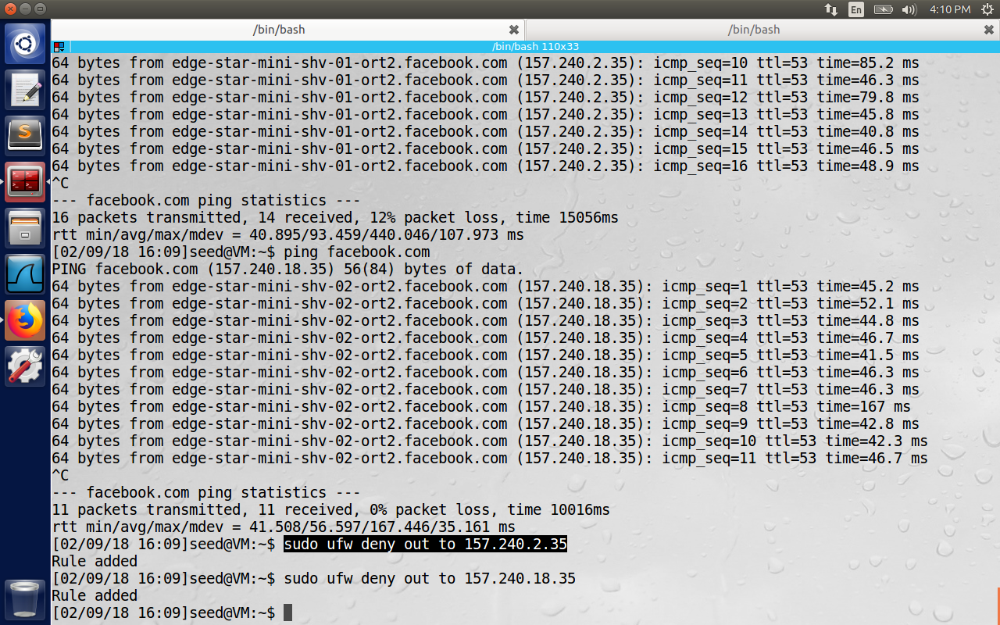 En
4:10 PM
/bin/bash
/bin/bash
/bin/bash 110x33
64 bytes from edge-star-mini-shv-01-ort2.facebook.com (157.240.2.35): icmp_seq=10 ttl=53 time=85.2 ms
64 bytes from edge-star-mini-shv-01-ort2.facebook.com (157.240.2.35): icmp_seq=11 ttl=53 time=46.3 ms
64 bytes from edge-star-mini-shv-01-ort2.facebook.com (157.240.2.35): icmp_seq=12 ttl=53 time=79.8 ms
64 bytes from edge-star-mini-shv-01-ort2.facebook.com (157.240.2.35): icmp_seq=13 ttl=53 time=45.8 ms
64 bytes from edge-star-mini-shv-01-ort2.facebook.com (157.240.2.35): icmp_seq=14 ttl=53 time=40.8 ms
64 bytes from edge-star-mini-shv-01-ort2.facebook.com (157.240.2.35): icmp_seq=15 ttl=53 time=46.5 ms
64 bytes from edge-star-mini-shv-01-ort2.facebook.com (157.240.2.35): icmp_seq=16 ttl=53 time=48.9 ms
^C
--- facebook.com ping statistics ---
16 packets transmitted, 14 received, 12% packet loss, time 15056ms
rtt min/avg/max/mdev = 40.895/93.459/440.046/107.973 ms
[02/09/18 16:09]seed@VM:~$ ping facebook.com
PING facebook.com (157.240.18.35) 56(84) bytes of data.
64 bytes from edge-star-mini-shv-02-ort2.facebook.com (157.240.18.35): icmp_seq=1 ttl=53 time=45.2 ms
64 bytes from edge-star-mini-shv-02-ort2.facebook.com (157.240.18.35): icmp_seq=2 ttl=53 time=52.1 ms
64 bytes from edge-star-mini-shv-02-ort2.facebook.com (157.240.18.35): icmp_seq=3 ttl=53 time=44.8 ms
64 bytes from edge-star-mini-shv-02-ort2.facebook.com (157.240.18.35): icmp_seq=4 ttl=53 time=46.7 ms
64 bytes from edge-star-mini-shv-02-ort2.facebook.com (157.240.18.35): icmp_seq=5 ttl=53 time=41.5 ms
64 bytes from edge-star-mini-shv-02-ort2.facebook.com (157.240.18.35): icmp_seq=6 ttl=53 time=46.3 ms
64 bytes from edge-star-mini-shv-02-ort2.facebook.com (157.240.18.35): icmp_seq=7 ttl=53 time=46.3 ms
64 bytes from edge-star-mini-shv-02-ort2.facebook.com (157.240.18.35): icmp_seq=8 ttl=53 time=167 ms
64 bytes from edge-star-mini-shv-02-ort2.facebook.com (157.240.18.35): icmp_seq=9 ttl=53 time=42.8 ms
64 bytes from edge-star-mini-shv-02-ort2.facebook.com (157.240.18.35): icmp_seq=10 ttl=53 time=42.3 ms
64 bytes from edge-star-mini-shv-02-ort2.facebook.com (157.240.18.35): icmp_seq=11 ttl=53 time=46.7 ms
^C
--- facebook.com ping statistics ---
11 packets transmitted, 11 received, 0% packet loss, time 10016ms
rtt min/avg/max/mdev = 41.508/56.597/167.446/35.161 ms
[02/09/18 16:09]seed@VM:~$ sudo ufw deny out to 157.240.2.35
Rule added
[02/09/18 16:09]seed@VM:~$ sudo ufw deny out to 157.240.18.35
Rule added
[02/09/18 16:09]seed@VM:~$